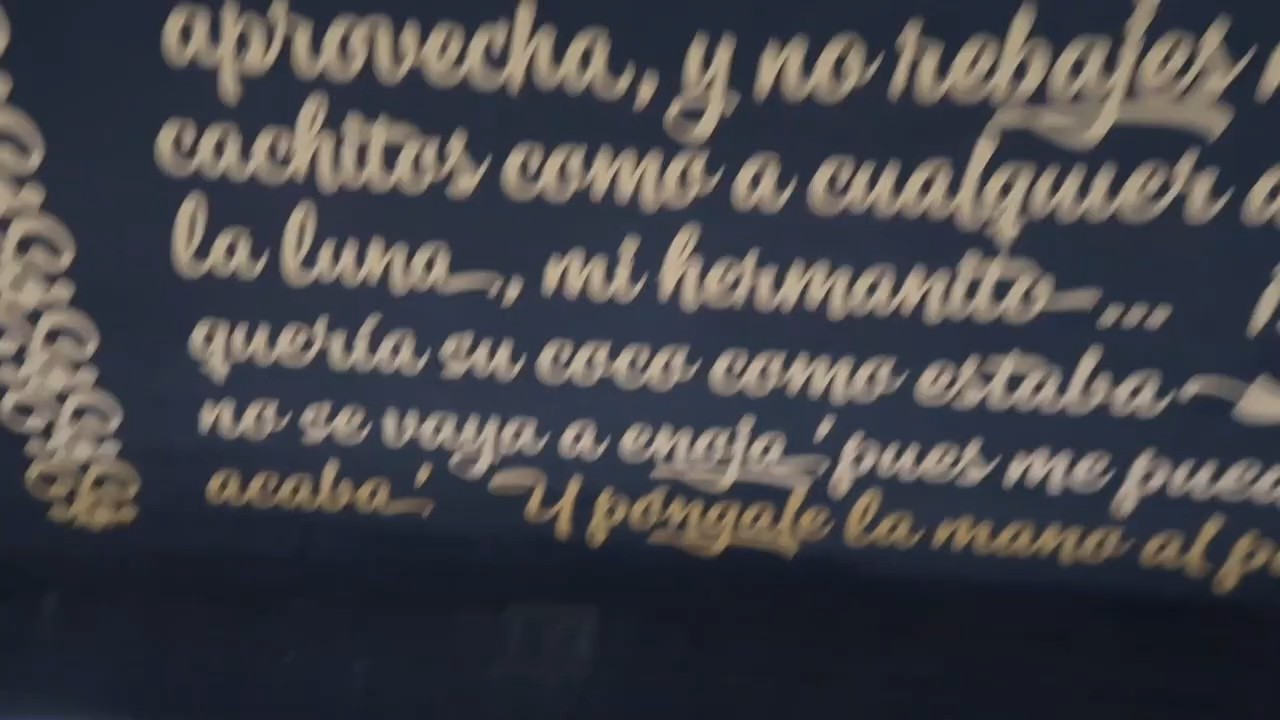 aprovecha, y no rebajes
cachitos como a cualquier
la luna, mi hermanito...
quería su coco como estaba
no se vaya a enoja' pues me
acaba' Y póngale la mano al